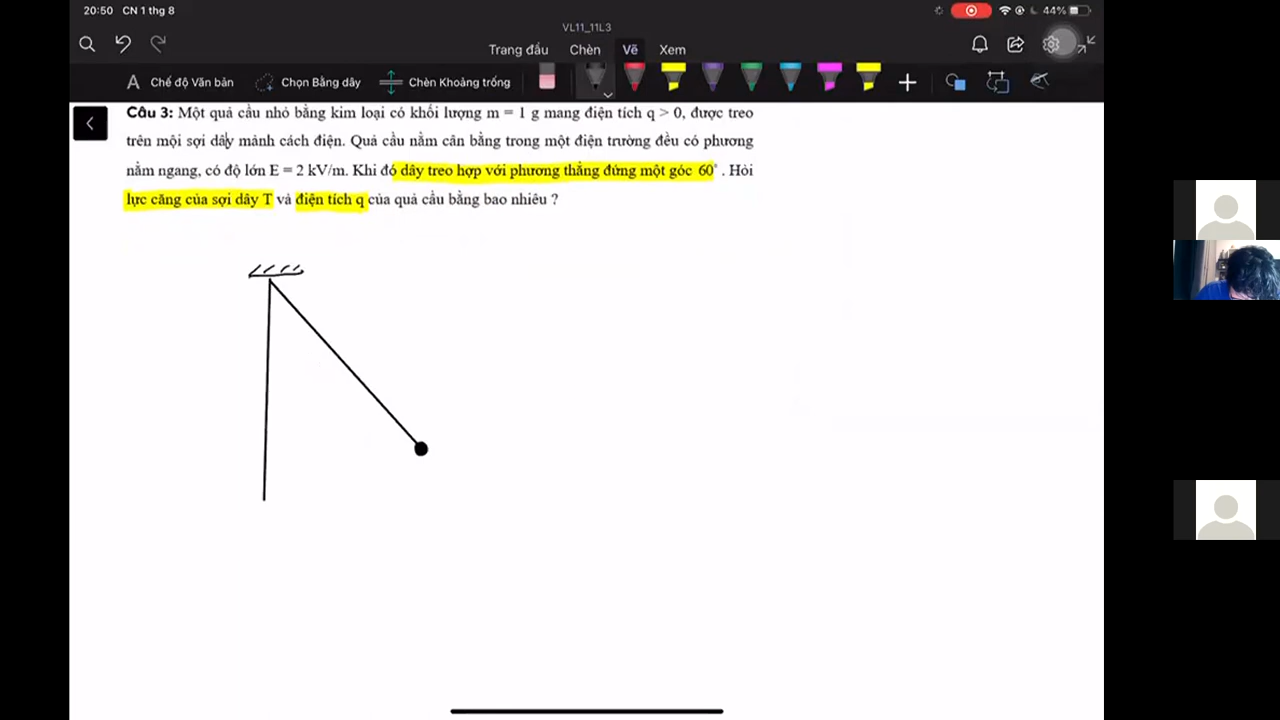 20:50 CN 1 thg 8
44%
VL11_11L3
Trang đầu Chèn Vẽ Xem
Chế độ Văn bản Chọn Bằng dây Chèn Khoảng trống
Câu 3: Một quả cầu nhỏ bằng kim loại có khối lượng m = 1 g mang điện tích q > 0, được treo
trên mội sợi dây mảnh cách điện. Quả cầu nằm cân bằng trong một điện trường đều có phương
nằm ngang, có độ lớn E = 2 kV/m. Khi đó dây treo hợp với phương thẳng đứng một góc 60° . Hỏi
lực căng của sợi dây T và điện tích q của quả cầu bằng bao nhiêu ?